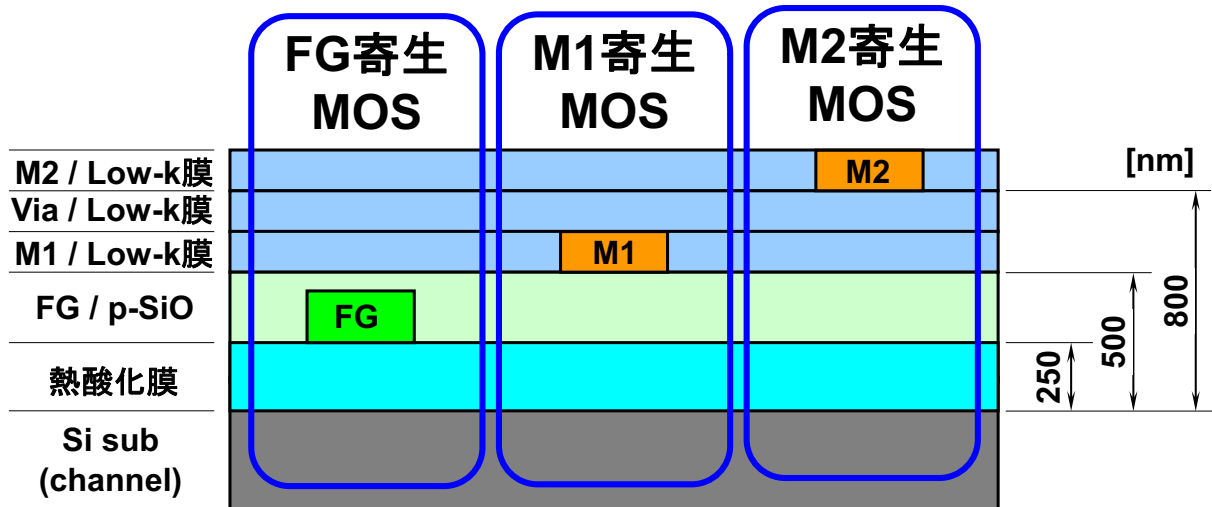 FG寄生
MOS
M1寄生
MOS
M2寄生
MOS
[nm]
M2 / Low-k膜
M2
Via / Low-k膜
M1 / Low-k膜
M1
FG / p-SiO
FG
熱酸化膜
Si sub
(channel)
250
500
800